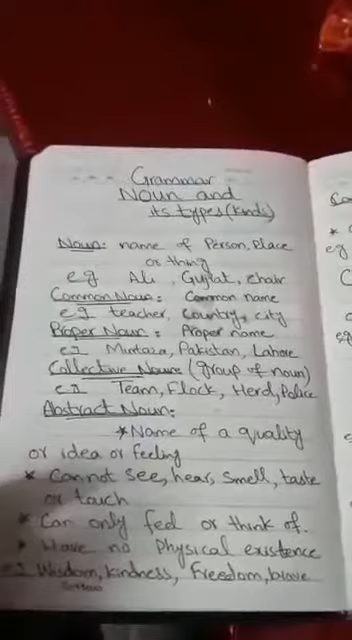 Grammar
Noun and
its types (kinds)
Noun: name of Person, Place
or thing
e.g Ali, Gujrat, chair
Common Noun: Common name
e.g teacher, Country, city
Proper Noun: Proper name
e.g Murtaza, Pakistan, Lahore
Collective Noun: (group of noun)
e.g Team, Flock, Herd, Police
Abstract Noun:
* Name of a quality
or idea or feeling
* Cannot see, hear, smell, taste
or touch
* Can only feel or think of.
* Have no Physical existence
e.g Wisdom, kindness, Freedom, brave